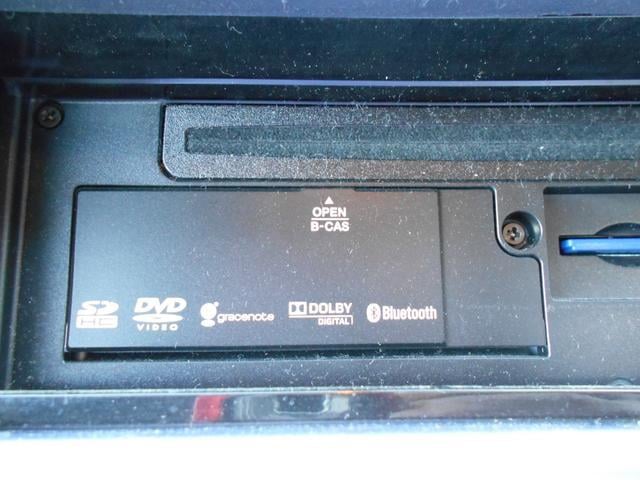 OPEN
B-CAS
SD HC
DVD VIDEO
gracenote
DOLBY DIGITAL
Bluetooth